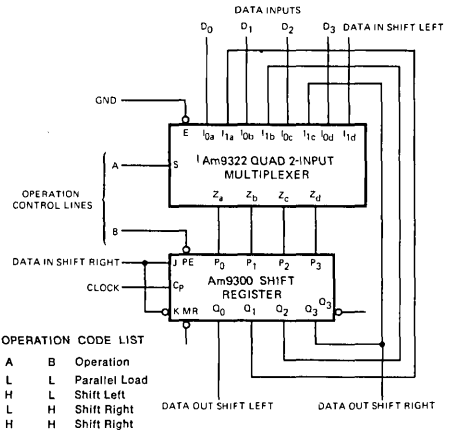 DATA INPUTS
D0 D1 D2 D3 DATA IN SHIFT LEFT
GND
E I0a I1a I0b I1b I0c I1c I0d I1d
A S Am9322 QUAD 2-INPUT
MULTIPLEXER
OPERATION
CONTROL LINES
Za Zb Zc Zd
B
DATA IN SHIFT RIGHT J PE P0 P1 P2 P3
CLOCK CP Am9300 SHIFT
REGISTER
K MR Q0 Q1 Q2 Q3 Q3
OPERATION CODE LIST
A B Operation
L L Parallel Load
H L Shift Left
L H Shift Right
H H Shift Right
DATA OUT SHIFT LEFT DATA OUT SHIFT RIGHT